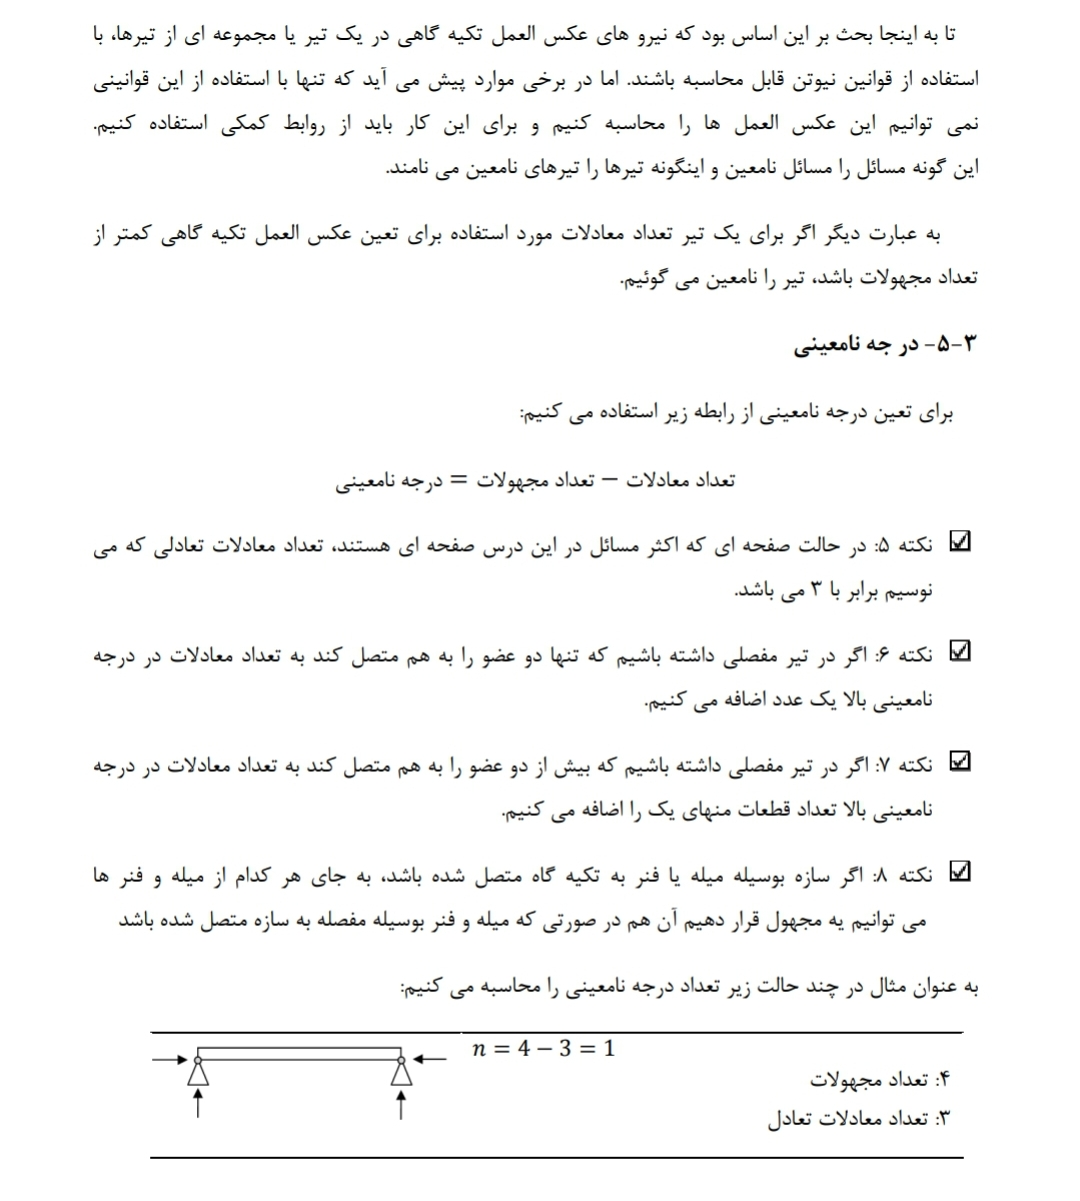 تا به اینجا بحث بر این اساس بود که نیرو های عکس العمل تکیه گاهی در یک تیر یا مجموعه ای از تیرها، با
استفاده از قوانین نیوتن قابل محاسبه باشند. اما در برخی موارد پیش می آید که تنها با استفاده از این قوانینی
نمی توانیم این عکس العمل ها را محاسبه کنیم و برای این کار باید از روابط کمکی استفاده کنیم.
این گونه مسائل را مسائل نامعین و اینگونه تیرها را تیرهای نامعین می نامند.
به عبارت دیگر اگر برای یک تیر تعداد معادلات مورد استفاده برای تعین عکس العمل تکیه گاهی کمتر از
تعداد مجهولات باشد، تیر را نامعین می گوئیم.
۳-۵- در جه نامعینی
برای تعین درجه نامعینی از رابطه زیر استفاده می کنیم:
تعداد معادلات − تعداد مجهولات = درجه نامعینی
نکته ۵: در حالت صفحه ای که اکثر مسائل در این درس صفحه ای هستند، تعداد معادلات تعادلی که می
نوسیم برابر با ۳ می باشد.
نکته ۶: اگر در تیر مفصلی داشته باشیم که تنها دو عضو را به هم متصل کند به تعداد معادلات در درجه
نامعینی بالا یک عدد اضافه می کنیم.
نکته ۷: اگر در تیر مفصلی داشته باشیم که بیش از دو عضو را به هم متصل کند به تعداد معادلات در درجه
نامعینی بالا تعداد قطعات منهای یک را اضافه می کنیم.
نکته ۸: اگر سازه بوسیله میله یا فنر به تکیه گاه متصل شده باشد، به جای هر کدام از میله و فنر ها
می توانیم یه مجهول قرار دهیم آن هم در صورتی که میله و فنر بوسیله مفصله به سازه متصل شده باشد
به عنوان مثال در چند حالت زیر تعداد درجه نامعینی را محاسبه می کنیم:
n = 4 − 3 = 1
۴: تعداد مجهولات
۳: تعداد معادلات تعادل